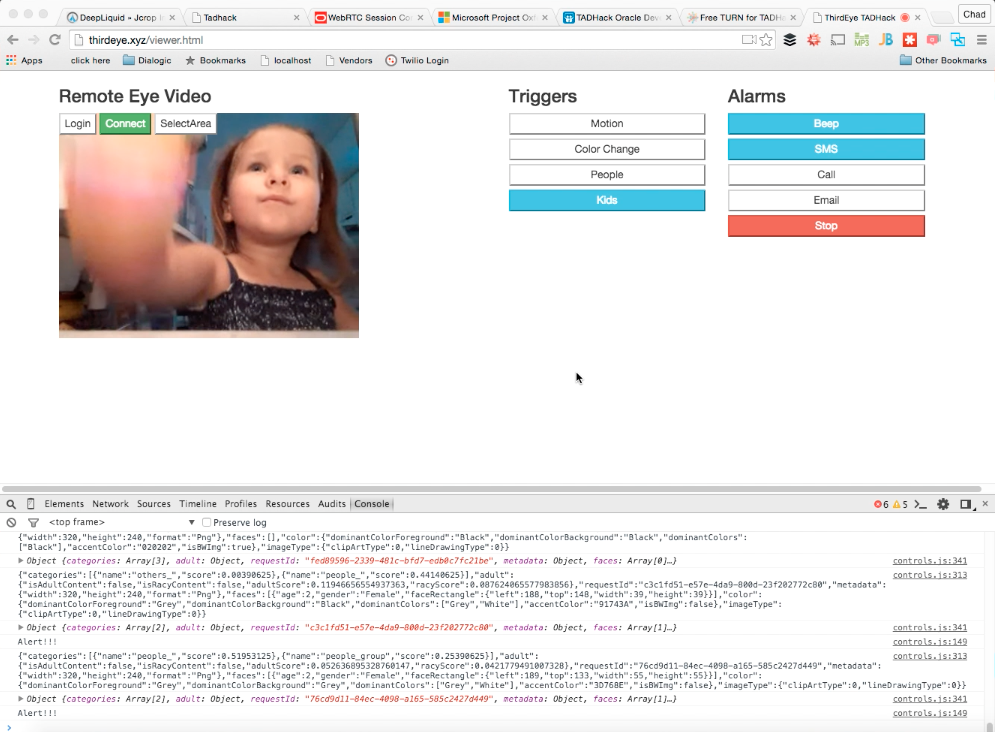 DeepLiquid » Jcrop Im
Tadhack
WebRTC Session Co
Microsoft Project Oxf
TADHack Oracle Dev
Free TURN for TADHa
ThirdEye TADHack
Chad
thirdeye.xyz/viewer.html
Apps
click here
Dialogic
Bookmarks
localhost
Vendors
Twilio Login
Other Bookmarks
Remote Eye Video
Triggers
Alarms
Login
Connect
SelectArea
Motion
Beep
Color Change
SMS
People
Call
Kids
Email
Stop
Elements Network Sources Timeline Profiles Resources Audits Console
6 5
<top frame>
Preserve log
{"width":320,"height":240,"format":"Png"},"faces":[],"color":{"dominantColorForeground":"Black","dominantColorBackground":"Black","dominantColors":
["Black"],"accentColor":"020202","isBWImg":true},"imageType":{"clipArtType":0,"lineDrawingType":0}}
Object {categories: Array[3], adult: Object, requestId: "fed89596-2339-481c-bfd7-edb0c7fc21be", metadata: Object, faces: Array[0]…}
controls.js:341
{"categories":[{"name":"others_","score":0.00390625},{"name":"people_","score":0.44140625}],"adult":
controls.js:313
{"isAdultContent":false,"isRacyContent":false,"adultScore":0.11946656554937363,"racyScore":0.087624065577983856},"requestId":"c3c1fd51-e57e-4da9-800d-23f202772c80","metadata":
{"width":320,"height":240,"format":"Png"},"faces":[{"age":2,"gender":"Female","faceRectangle":{"left":188,"top":148,"width":39,"height":39}}],"color":
{"dominantColorForeground":"Grey","dominantColorBackground":"Black","dominantColors":["Grey","White"],"accentColor":"91743A","isBWImg":false},"imageType":
{"clipArtType":0,"lineDrawingType":0}}
Object {categories: Array[2], adult: Object, requestId: "c3c1fd51-e57e-4da9-800d-23f202772c80", metadata: Object, faces: Array[1]…}
controls.js:341
Alert!!!
controls.js:149
{"categories":[{"name":"people_","score":0.51953125},{"name":"people_group","score":0.25390625}],"adult":
controls.js:313
{"isAdultContent":false,"isRacyContent":false,"adultScore":0.052636895328760147,"racyScore":0.0421779491007328},"requestId":"76cd9d11-84ec-4098-a165-585c2427d449","metadata":
{"width":320,"height":240,"format":"Png"},"faces":[{"age":2,"gender":"Female","faceRectangle":{"left":189,"top":133,"width":55,"height":55}}],"color":
{"dominantColorForeground":"Grey","dominantColorBackground":"Grey","dominantColors":["Grey","White"],"accentColor":"3D768E","isBWImg":false},"imageType":{"clipArtType":0,"lineDrawingType":0}}
Object {categories: Array[2], adult: Object, requestId: "76cd9d11-84ec-4098-a165-585c2427d449", metadata: Object, faces: Array[1]…}
controls.js:341
Alert!!!
controls.js:149